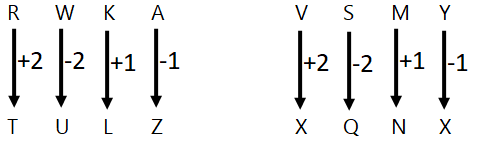 R W K A V S M Y
+2 -2 +1 -1 +2 -2 +1 -1
T U L Z X Q N X